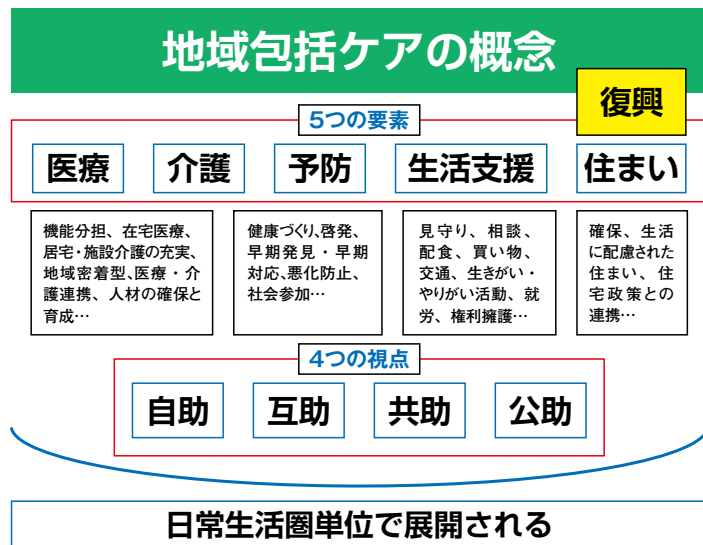 地域包括ケアの概念
復興
5つの要素
医療
介護
予防
生活支援
住まい
機能分担、在宅医療、
居宅・施設介護の充実、
地域密着型、医療・介
護連携、人材の確保と
育成…
健康づくり、啓発、
早期発見・早期
対応、悪化防止、
社会参加…
見守り、相談、
配食、買い物、
交通、生きがい・
やりがい活動、就
労、権利擁護…
確保、生活
に配慮された
住まい、住
宅政策との
連携…
4つの視点
自助
互助
共助
公助
日常生活圏単位で展開される